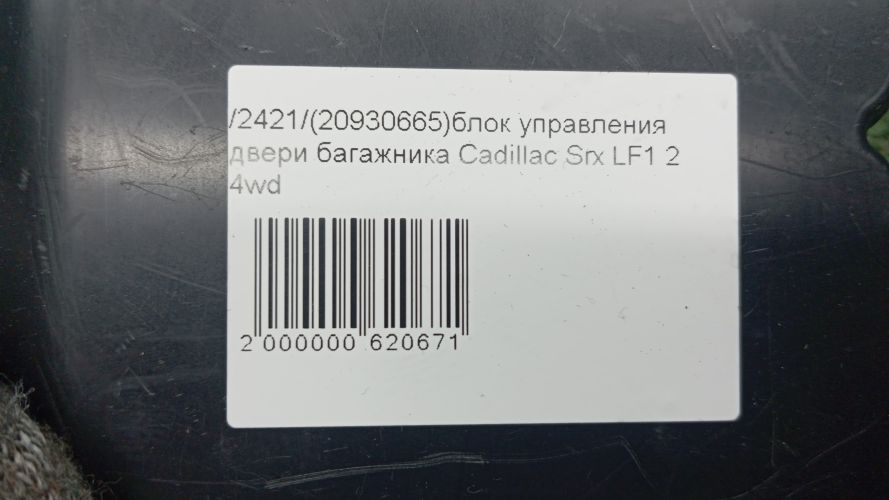 /2421/(20930665)блок управления
двери багажника Cadillac Srx LF1 2
4wd
2 000000 620671